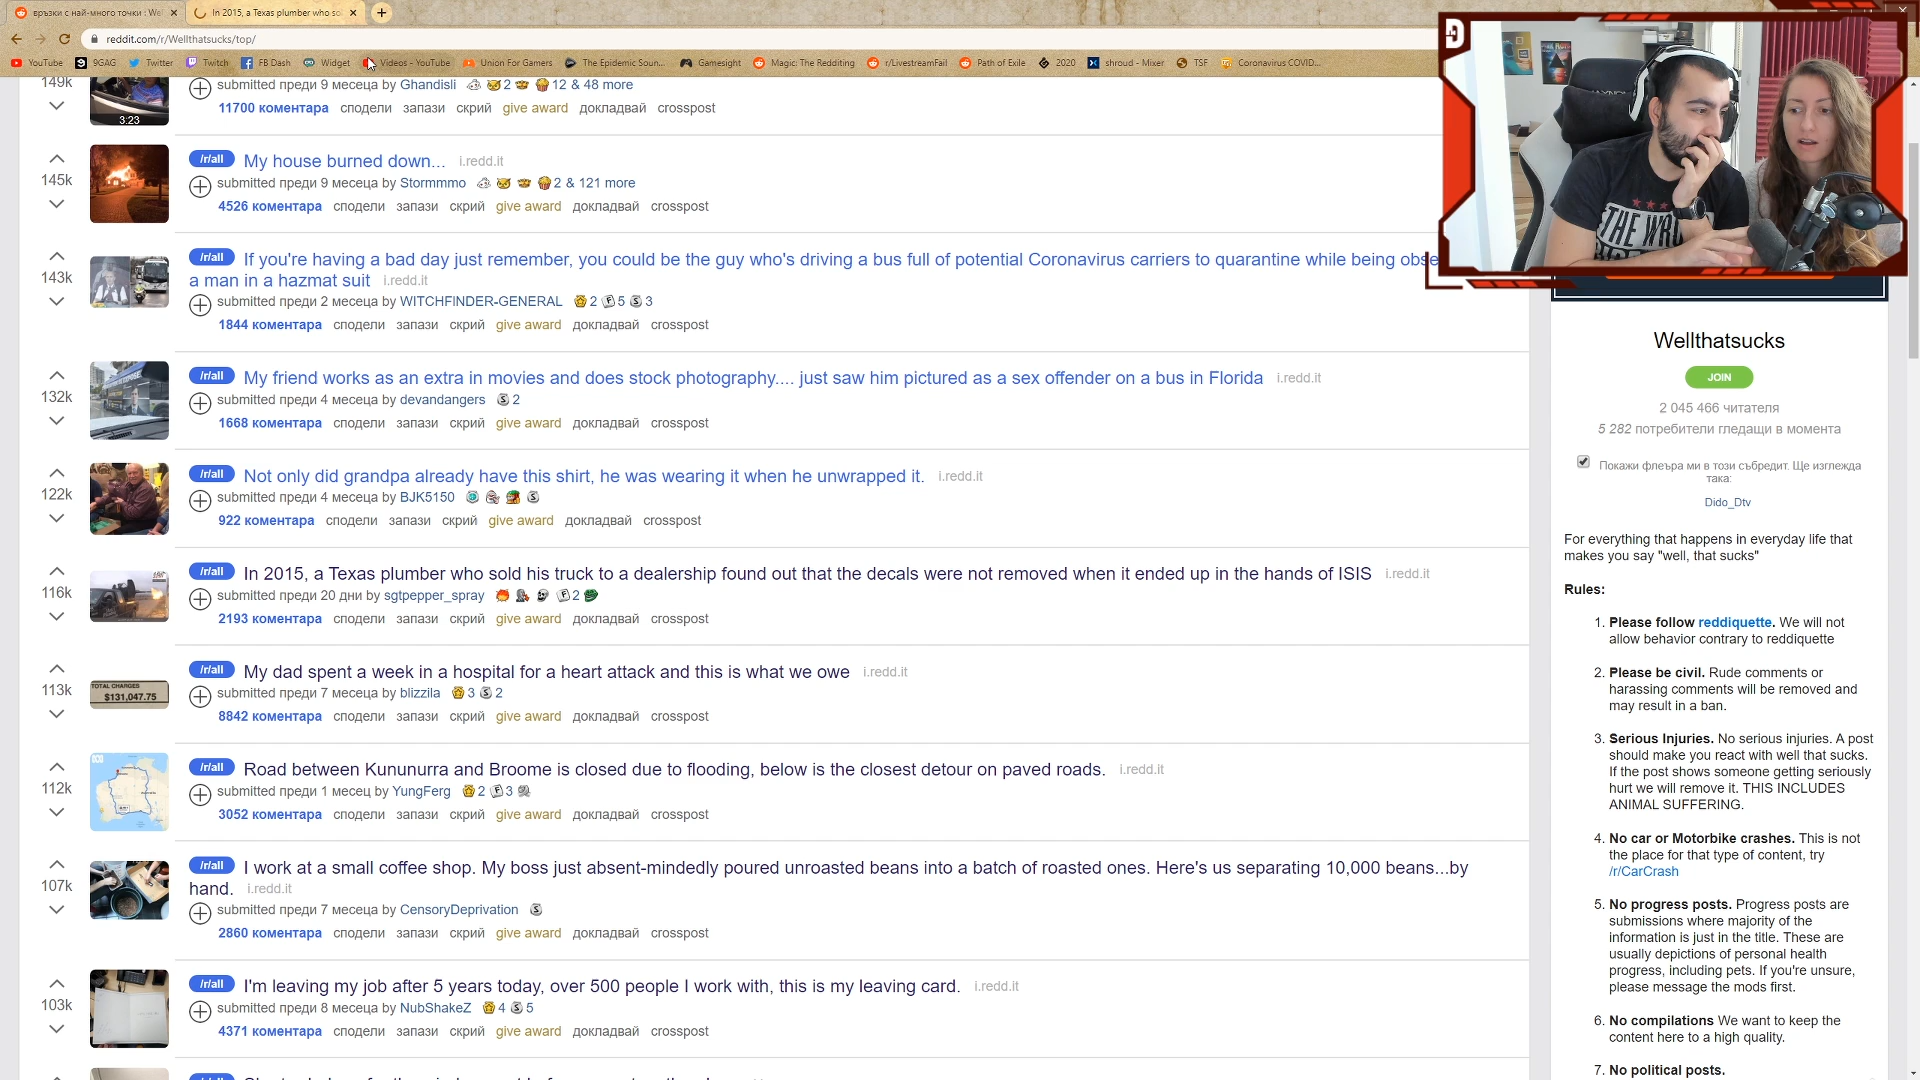 връзки с най-много точки : We
In 2015, a Texas plumber who so
reddit.com/r/Wellthatsucks/top/
YouTube
9GAG
Twitter
Twitch
FB Dash
Widget
Videos - YouTube
Union For Gamers
The Epidemic Soun...
Gamesight
Magic: The Redditing
r/LivestreamFail
Path of Exile
2020
shroud - Mixer
TSF
Coronavirus COVID...
149k
3:23
submitted преди 9 месеца by Ghandisli 2 12 & 48 more
11700 коментара сподели запази скрий give award докладвай crosspost
145k
/r/all My house burned down... i.redd.it
submitted преди 9 месеца by Stormmmo 2 & 121 more
4526 коментара сподели запази скрий give award докладвай crosspost
143k
/r/all If you're having a bad day just remember, you could be the guy who's driving a bus full of potential Coronavirus carriers to quarantine while being obse
a man in a hazmat suit i.redd.it
submitted преди 2 месеца by WITCHFINDER-GENERAL 2 5 3
1844 коментара сподели запази скрий give award докладвай crosspost
132k
/r/all My friend works as an extra in movies and does stock photography.... just saw him pictured as a sex offender on a bus in Florida i.redd.it
submitted преди 4 месеца by devandangers 2
1668 коментара сподели запази скрий give award докладвай crosspost
122k
/r/all Not only did grandpa already have this shirt, he was wearing it when he unwrapped it. i.redd.it
submitted преди 4 месеца by BJK5150
922 коментара сподели запази скрий give award докладвай crosspost
116k
/r/all In 2015, a Texas plumber who sold his truck to a dealership found out that the decals were not removed when it ended up in the hands of ISIS i.redd.it
submitted преди 20 дни by sgtpepper_spray 2
2193 коментара сподели запази скрий give award докладвай crosspost
113k
TOTAL CHARGES
$131,047.75
/r/all My dad spent a week in a hospital for a heart attack and this is what we owe i.redd.it
submitted преди 7 месеца by blizzila 3 2
8842 коментара сподели запази скрий give award докладвай crosspost
112k
/r/all Road between Kununurra and Broome is closed due to flooding, below is the closest detour on paved roads. i.redd.it
submitted преди 1 месец by YungFerg 2 3
3052 коментара сподели запази скрий give award докладвай crosspost
107k
/r/all I work at a small coffee shop. My boss just absent-mindedly poured unroasted beans into a batch of roasted ones. Here's us separating 10,000 beans...by
hand. i.redd.it
submitted преди 7 месеца by CensoryDeprivation
2860 коментара сподели запази скрий give award докладвай crosspost
103k
/r/all I'm leaving my job after 5 years today, over 500 people I work with, this is my leaving card. i.redd.it
submitted преди 8 месеца by NubShakeZ 4 5
4371 коментара сподели запази скрий give award докладвай crosspost
THE WR
Wellthatsucks
JOIN
2 045 466 читателя
5 282 потребители гледащи в момента
Покажи флеъра ми в този събредит. Ще изглежда
така:
Dido_Dtv
For everything that happens in everyday life that
makes you say "well, that sucks"
Rules:
1. Please follow reddiquette. We will not
allow behavior contrary to reddiquette
2. Please be civil. Rude comments or
harassing comments will be removed and
may result in a ban.
3. Serious Injuries. No serious injuries. A post
should make you react with well that sucks.
If the post shows someone getting seriously
hurt we will remove it. THIS INCLUDES
ANIMAL SUFFERING.
4. No car or Motorbike crashes. This is not
the place for that type of content, try
/r/CarCrash
5. No progress posts. Progress posts are
submissions where majority of the
information is just in the title. These are
usually depictions of personal health
progress, including pets. If you're unsure,
please message the mods first.
6. No compilations We want to keep the
content here to a high quality.
7. No political posts.